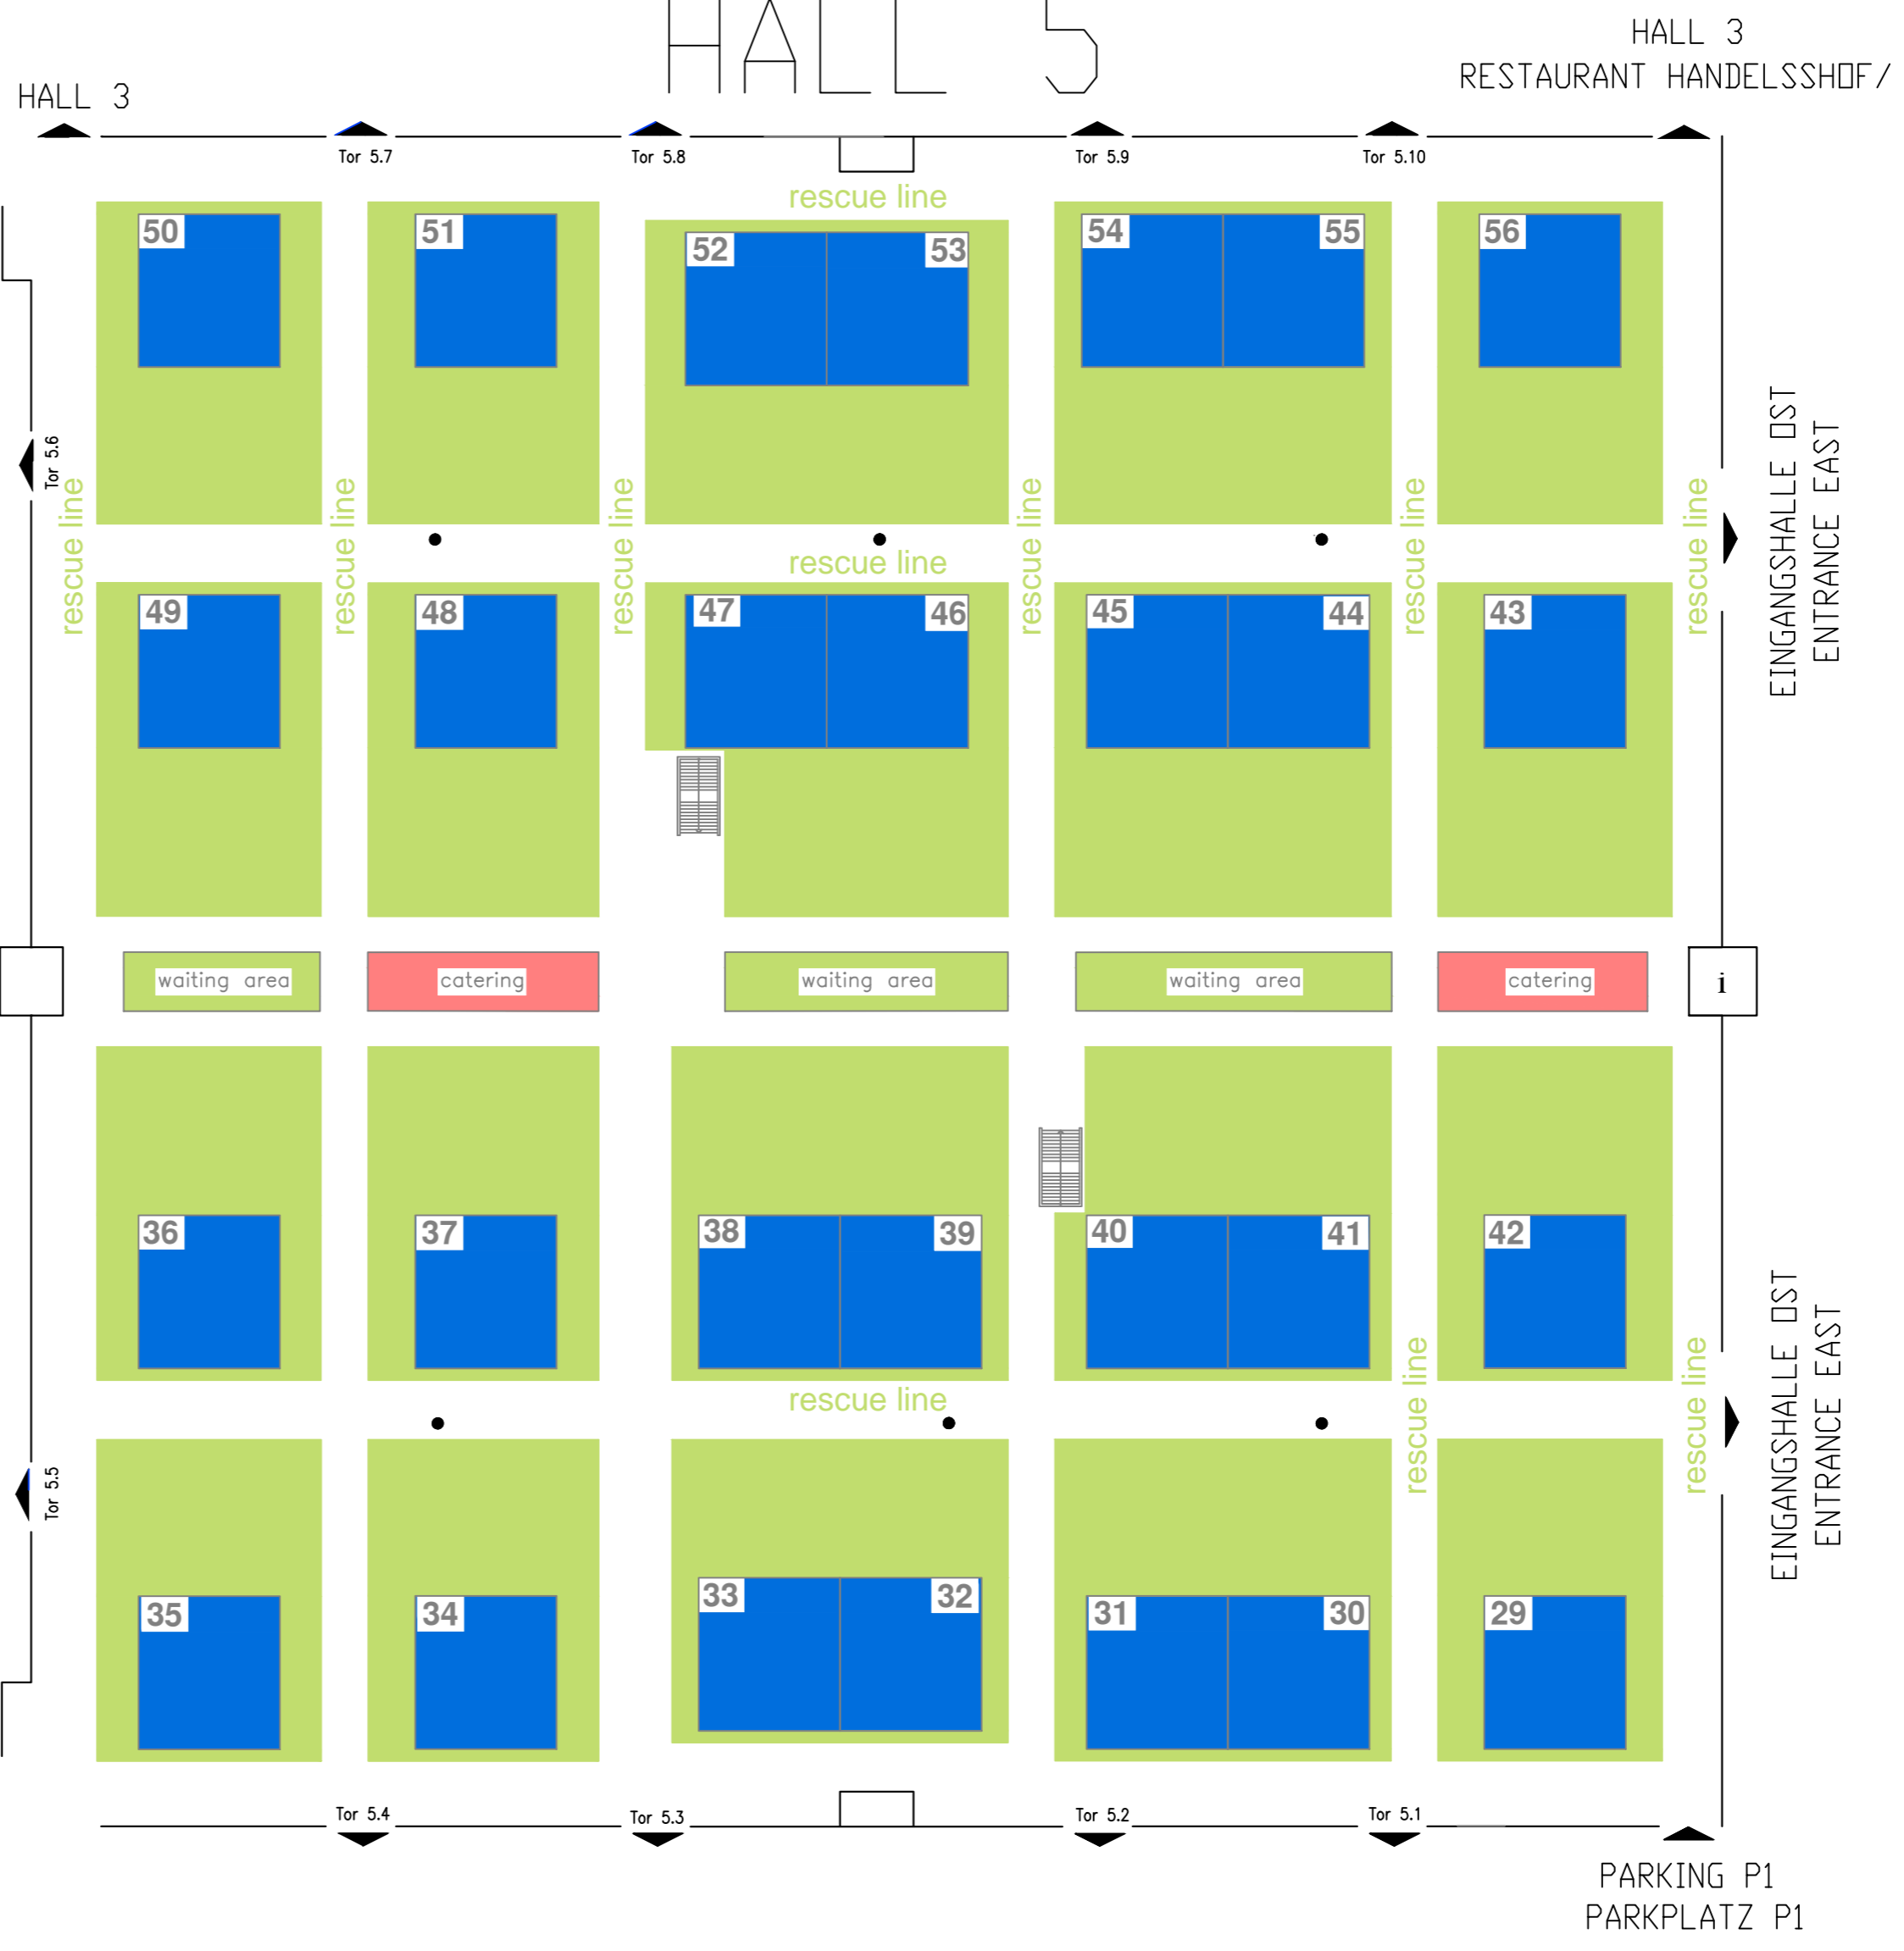 HALL 5
HALL 3
HALL 3
RESTAURANT HANDELSSHOF/
Tor 5.7
Tor 5.8
Tor 5.9
Tor 5.10
rescue line
50
51
52
53
54
55
56
Tor 5.6
rescue line
rescue line
rescue line
rescue line
rescue line
rescue line
EINGANGSHALLE OST
ENTRANCE EAST
rescue line
49
48
47
46
45
44
43
waiting area
catering
waiting area
waiting area
catering
i
36
37
38
39
40
41
42
rescue line
rescue line
rescue line
EINGANGSHALLE OST
ENTRANCE EAST
Tor 5.5
35
34
33
32
31
30
29
Tor 5.4
Tor 5.3
Tor 5.2
Tor 5.1
PARKING P1
PARKPLATZ P1